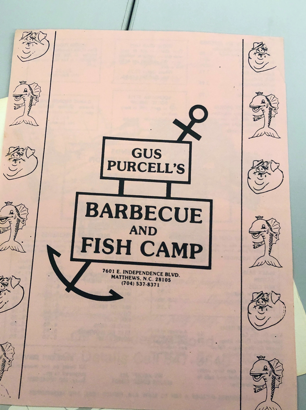 GUS
PURCELL'S
BARBECUE
AND
FISH CAMP
7601 E. INDEPENDENCE BLVD.
MATTHEWS, N.C. 28105
(704) 537-8371